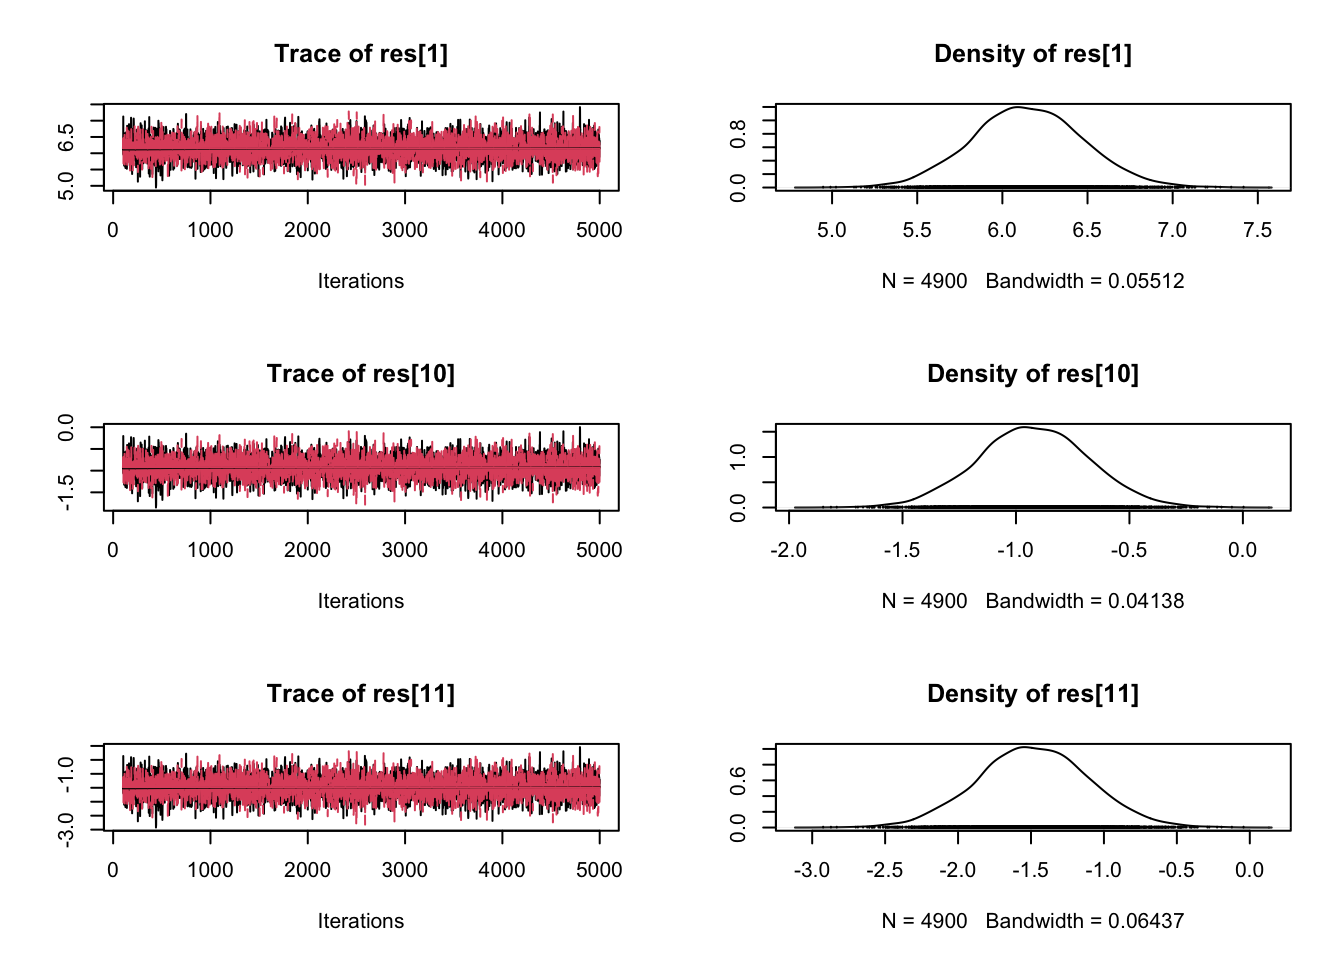 Trace of res[1]
Density of res[1]
5.0 6.5
0 1000 2000 3000 4000 5000
Iterations
0.0 0.8
5.0 5.5 6.0 6.5 7.0 7.5
N = 4900 Bandwidth = 0.05512
Trace of res[10]
Density of res[10]
-1.5 0.0
0 1000 2000 3000 4000 5000
Iterations
0.0 1.0
-2.0 -1.5 -1.0 -0.5 0.0
N = 4900 Bandwidth = 0.04138
Trace of res[11]
Density of res[11]
-3.0 -1.0
0 1000 2000 3000 4000 5000
Iterations
0.0 0.6
-3.0 -2.5 -2.0 -1.5 -1.0 -0.5 0.0
N = 4900 Bandwidth = 0.06437